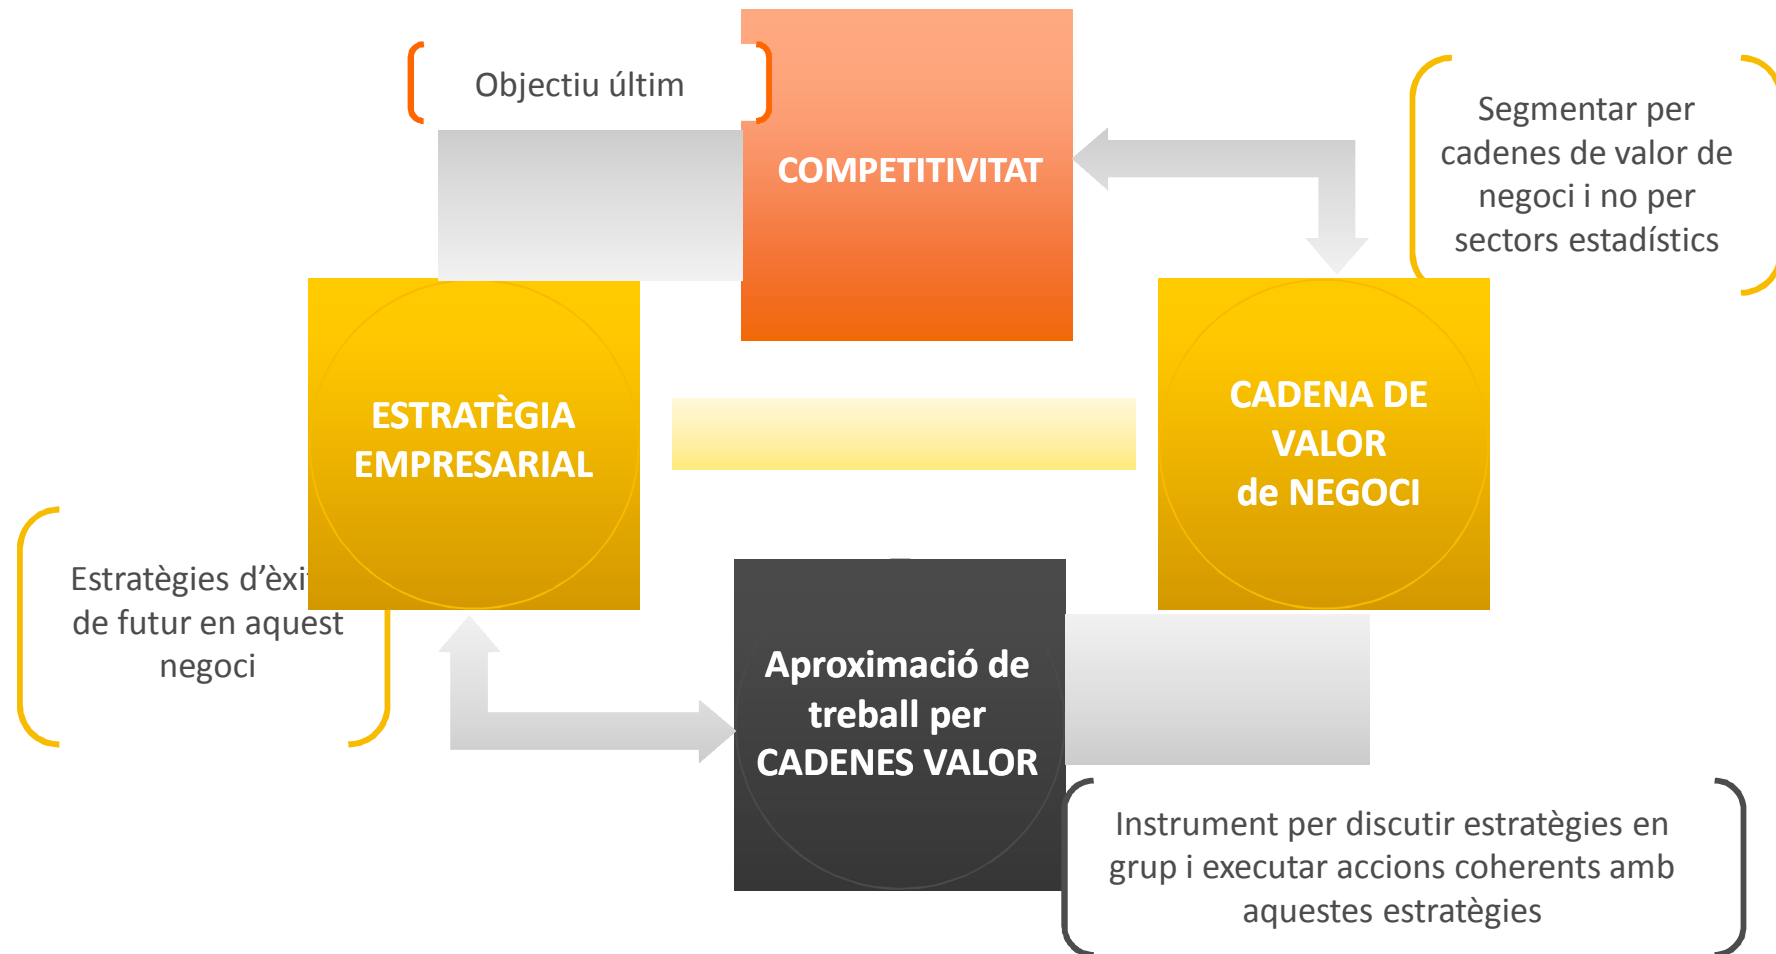 Objectiu últim
COMPETITIVITAT
Segmentar per
cadenes de valor de
negoci i no per
sectors estadístics
ESTRATÈGIA
EMPRESARIAL
CADENA DE
VALOR
de NEGOCI
Estratègies d'èxi
de futur en aquest
negoci
Aproximació de
treball per
CADENES VALOR
Instrument per discutir estratègies en
grup i executar accions coherents amb
aquestes estratègies